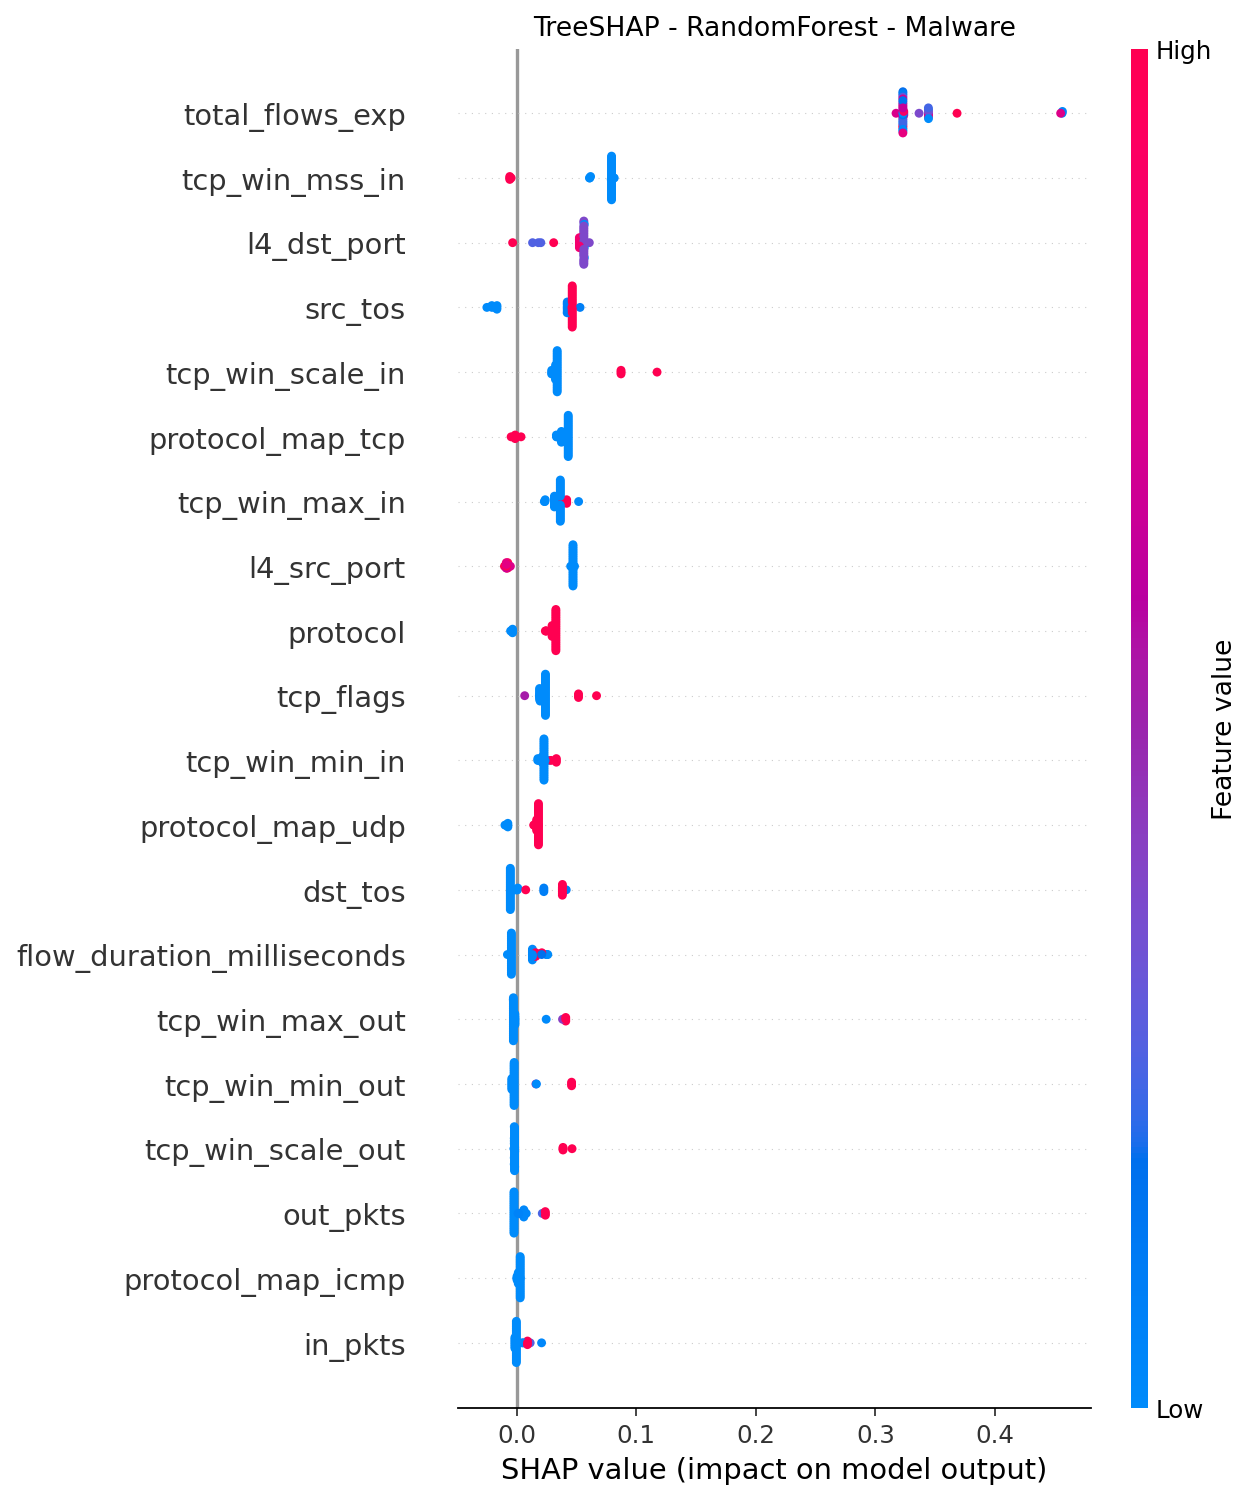 TreeSHAP - RandomForest - Malware
High
total_flows_exp
tcp_win_mss_in
l4_dst_port
src_tos
tcp_win_scale_in
protocol_map_tcp
tcp_win_max_in
l4_src_port
protocol
tcp_flags
tcp_win_min_in
protocol_map_udp
dst_tos
flow_duration_milliseconds
tcp_win_max_out
tcp_win_min_out
tcp_win_scale_out
out_pkts
protocol_map_icmp
in_pkts
Feature value
Low
0.0 0.1 0.2 0.3 0.4
SHAP value (impact on model output)